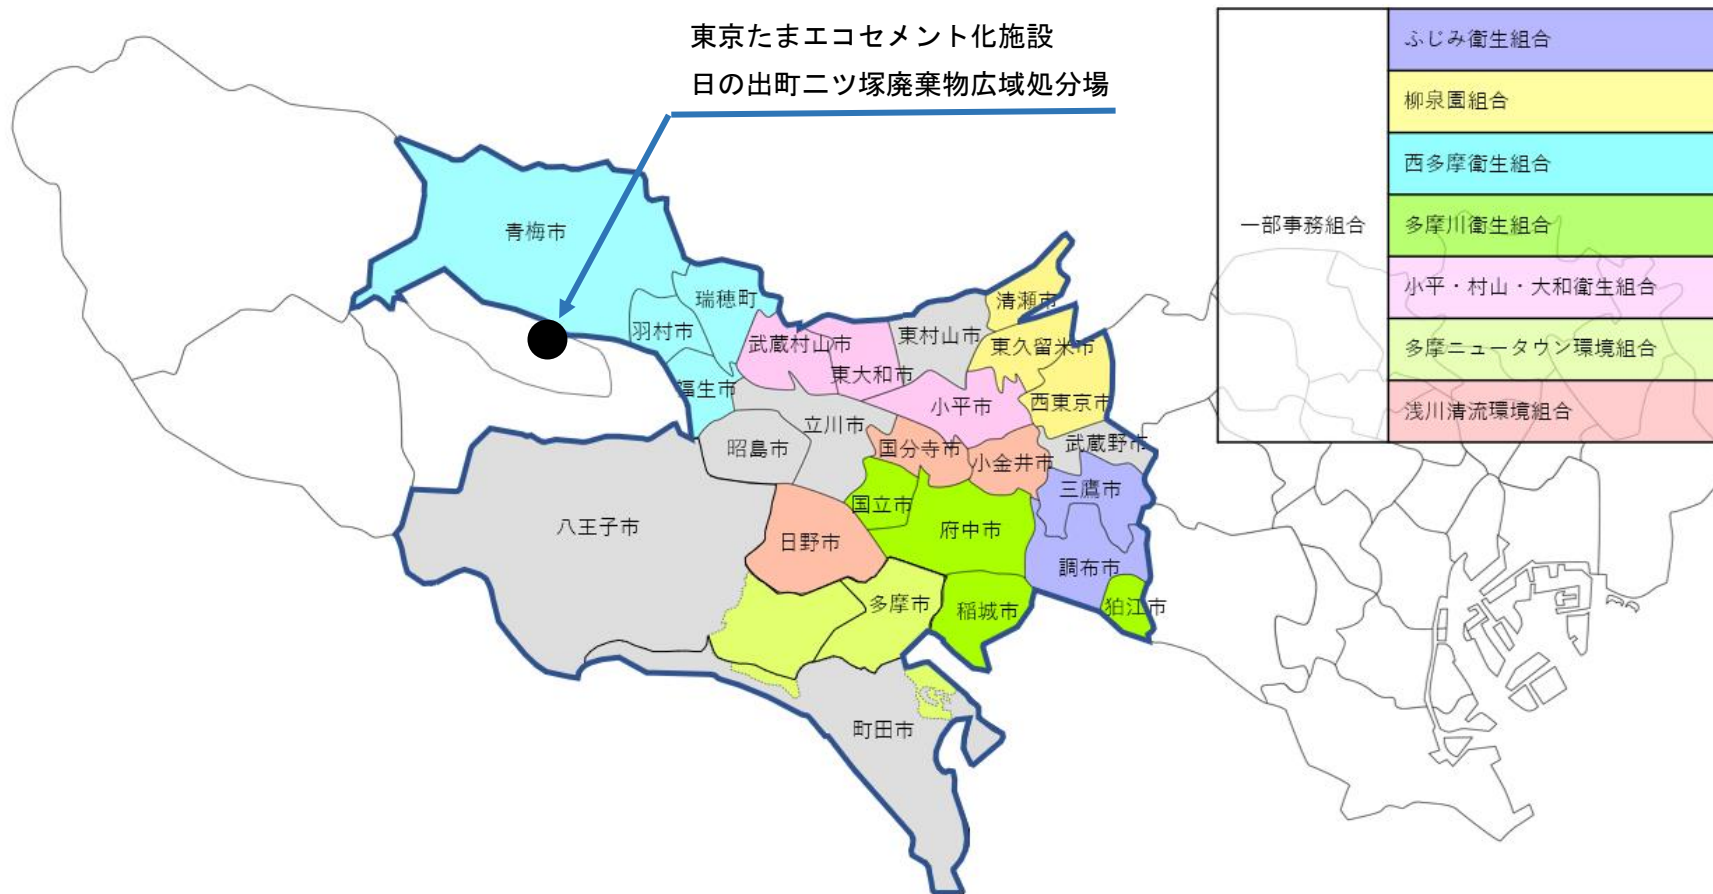 東京たまエコセメント化施設
日の出町二ツ塚廃棄物広域処分場
一部事務組合
ふじみ衛生組合
柳泉園組合
西多摩衛生組合
多摩川衛生組合
小平・村山・大和衛生組合
多摩ニュータウン環境組合
浅川清流環境組合
青梅市
瑞穂町
羽村市
福生市
武蔵村山市
東大和市
東村山市
清瀬市
東久留米市
西東京市
小平市
立川市
昭島市
国分寺市
小金井市
武蔵野市
三鷹市
国立市
府中市
調布市
狛江市
八王子市
日野市
多摩市
稲城市
町田市